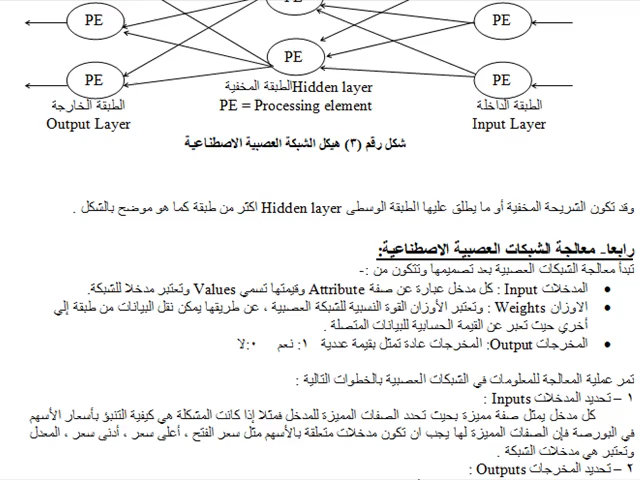 PE
PE
PE
PE
PE
الطبقة الخارجة
Output Layer
الطبقة المخفية Hidden layer
PE = Processing element
الطبقة الداخلة
Input Layer
شكل رقم (٣) هيكل الشبكة العصبية الاصطناعية
وقد تكون الشريحة المخفية أو ما يطلق عليها الطبقة الوسطى Hidden layer اكثر من طبقة كما هو موضح بالشكل .
رابعا- معالجة الشبكات العصبية الاصطناعية:
تبدأ معالجة الشبكات العصبية بعد تصميمها وتتكون من :-
• المدخلات Input : كل مدخل عبارة عن صفة Attribute وقيمتها تسمي Values وتعتبر مدخلا للشبكة.
• الاوزان Weights : وتعتبر الأوزان القوة النسبية للشبكة العصبية ، عن طريقها يمكن نقل البيانات من طبقة إلي
أخري حيث تعبر عن القيمة الحسابية للبيانات المتصلة .
• المخرجات Output: المخرجات عادة تمثل بقيمة عددية ١: نعم ٠:لا
تمر عملية المعالجة للمعلومات في الشبكات العصبية بالخطوات التالية :
١ – تحديد المدخلات Inputs :
كل مدخل يمثل صفة مميزة بحيث تحدد الصفات المميزة للمدخل فمثلا إذا كانت المشكلة هي كيفية التنبؤ بأسعار الأسهم
في البورصة فإن الصفات المميزة لها يجب ان تكون مدخلات متعلقة بالأسهم مثل سعر الفتح ، أعلى سعر ، أدنى سعر ، المعدل
وتعتبر هي مدخلات الشبكة .
٢ – تحديد المخرجات Outputs :